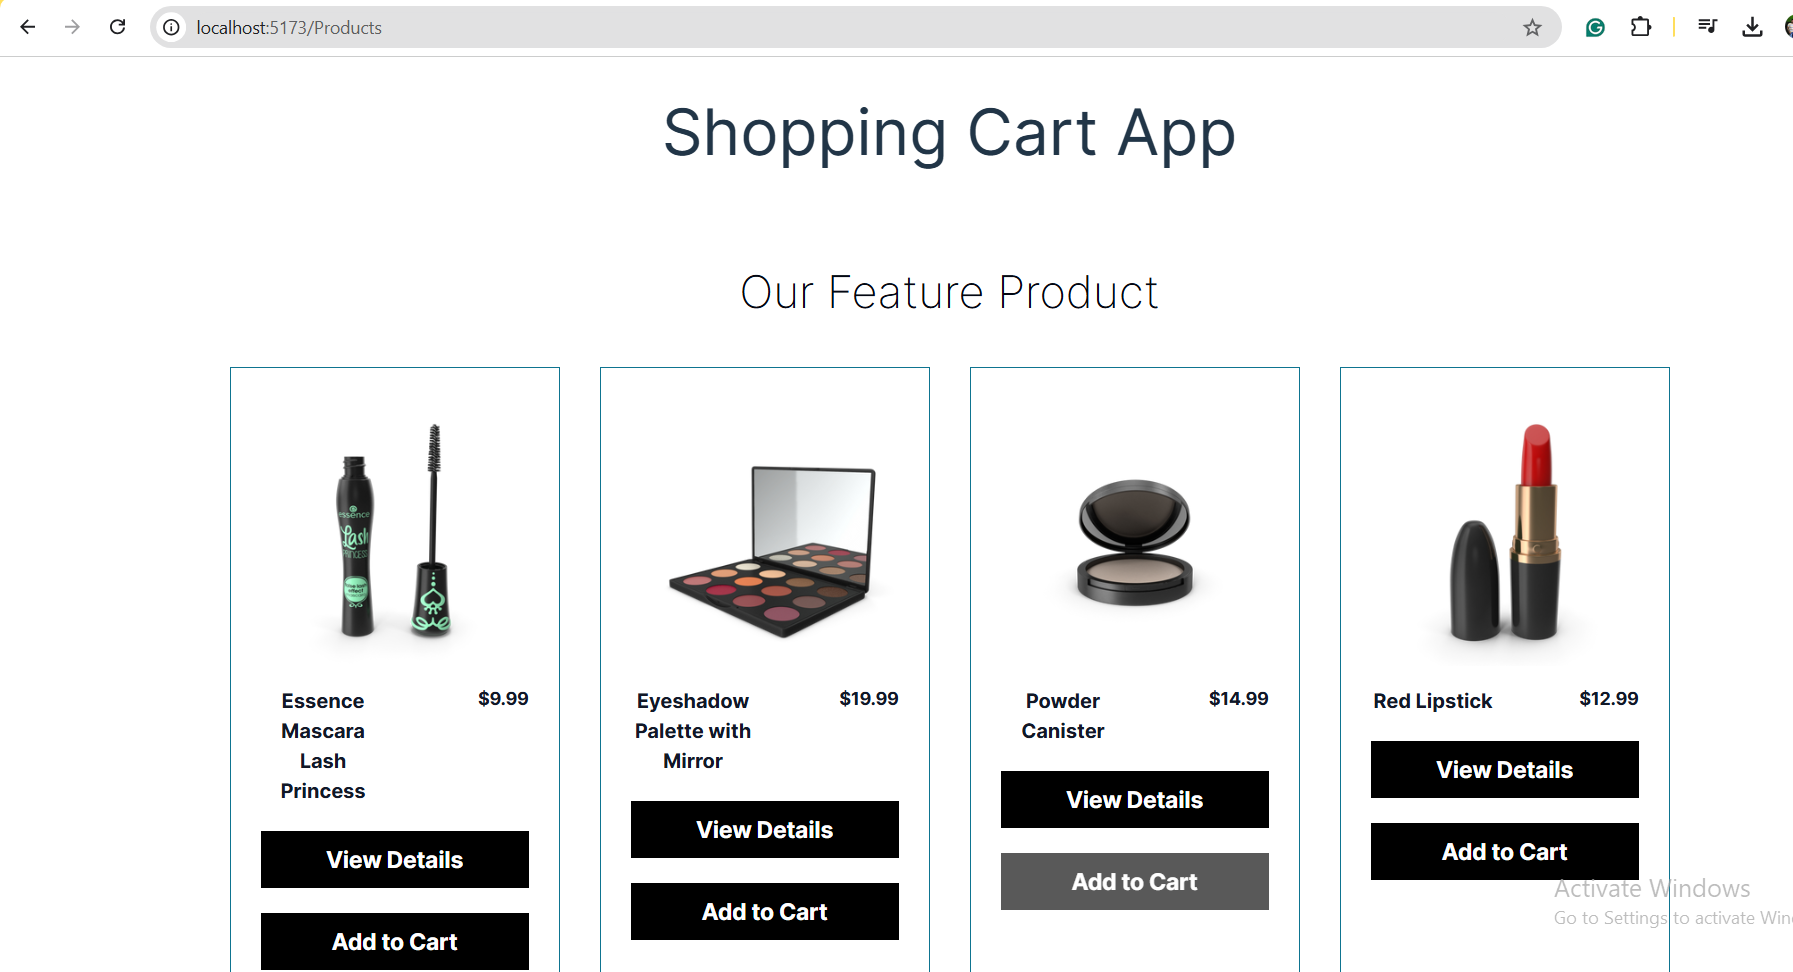 localhost:5173/Products
Shopping Cart App
Our Feature Product
essence
Lash
PRINCESS
Essence
Mascara
Lash
Princess
$9.99
View Details
Add to Cart
Eyeshadow
Palette with
Mirror
$19.99
View Details
Add to Cart
Powder
Canister
$14.99
View Details
Add to Cart
Red Lipstick
$12.99
View Details
Add to Cart
Activate Windows
Go to Settings to activate Win